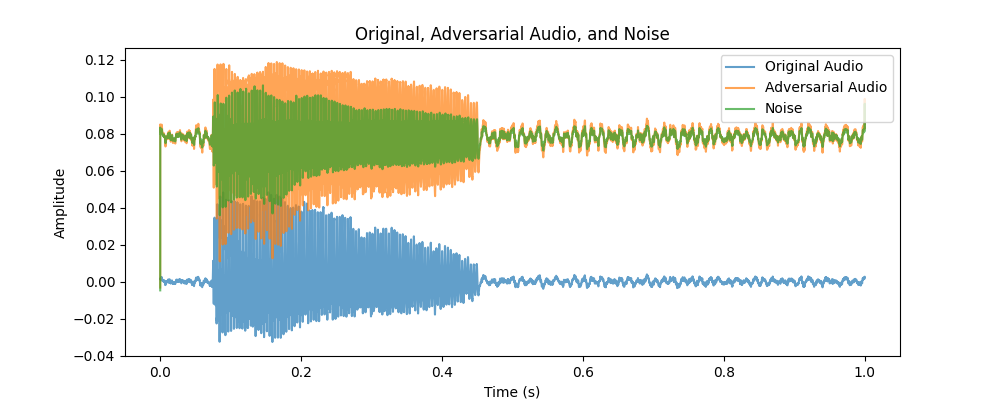 Original, Adversarial Audio, and Noise
Original Audio
Adversarial Audio
Noise
Amplitude
0.12
0.10
0.08
0.06
0.04
0.02
0.00
−0.02
−0.04
0.0 0.2 0.4 0.6 0.8 1.0
Time (s)